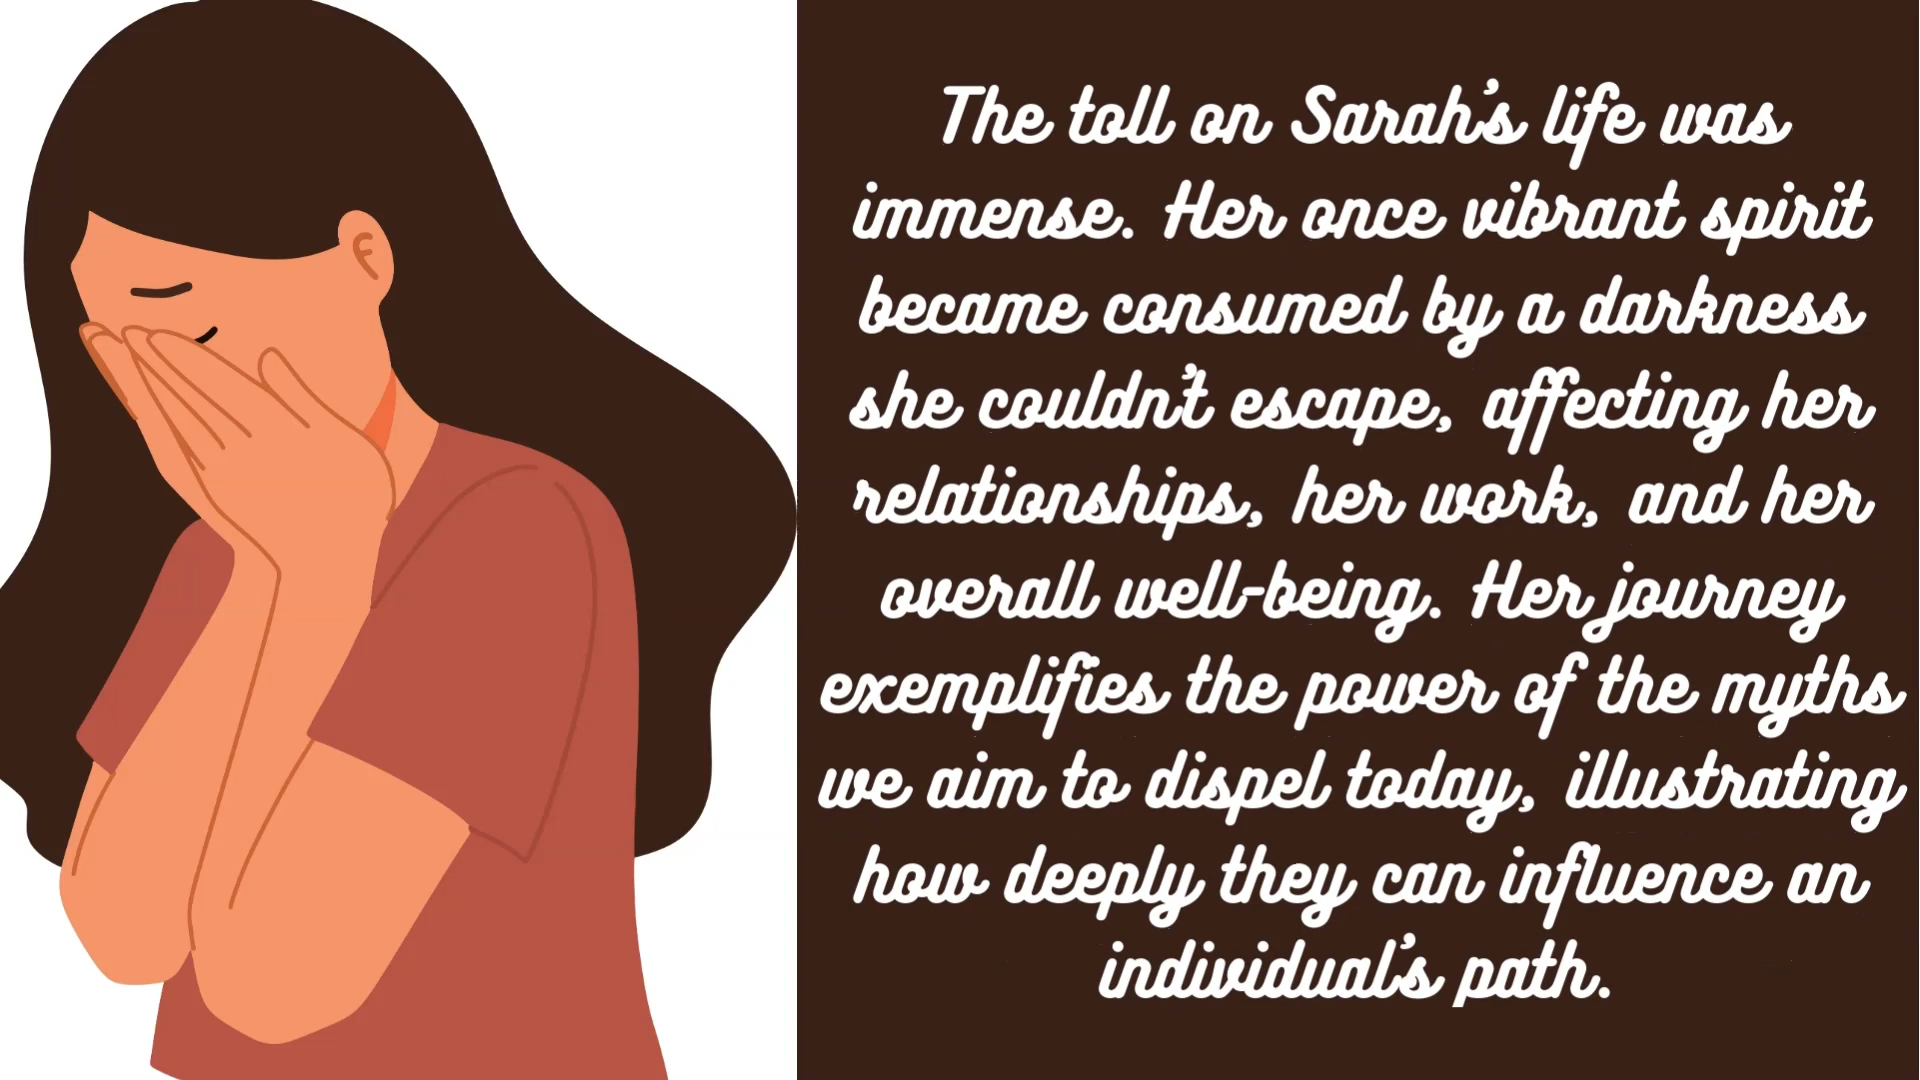 The toll on Sarah's life was
immense. Her once vibrant spirit
became consumed by a darkness
she couldn't escape, affecting her
relationships, her work, and her
overall well-being. Her journey
exemplifies the power of the myths
we aim to dispel today, illustrating
how deeply they can influence an
individual's path.